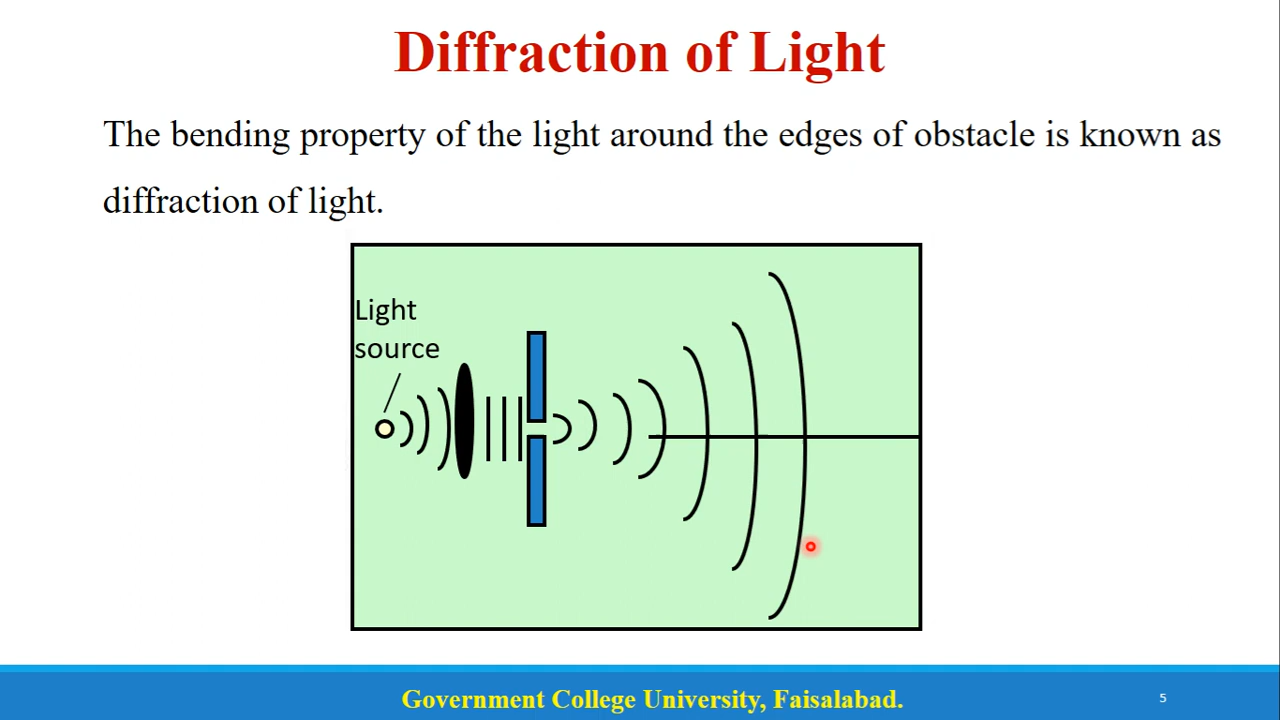 Diffraction of Light
The bending property of the light around the edges of obstacle is known as
diffraction of light.
Light
source
Government College University, Faisalabad.
5